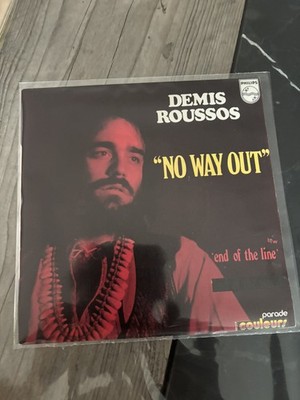 PHILIPS
DEMIS
ROUSSOS
"NO WAY OUT"
'end of the line'
parade
couleurs